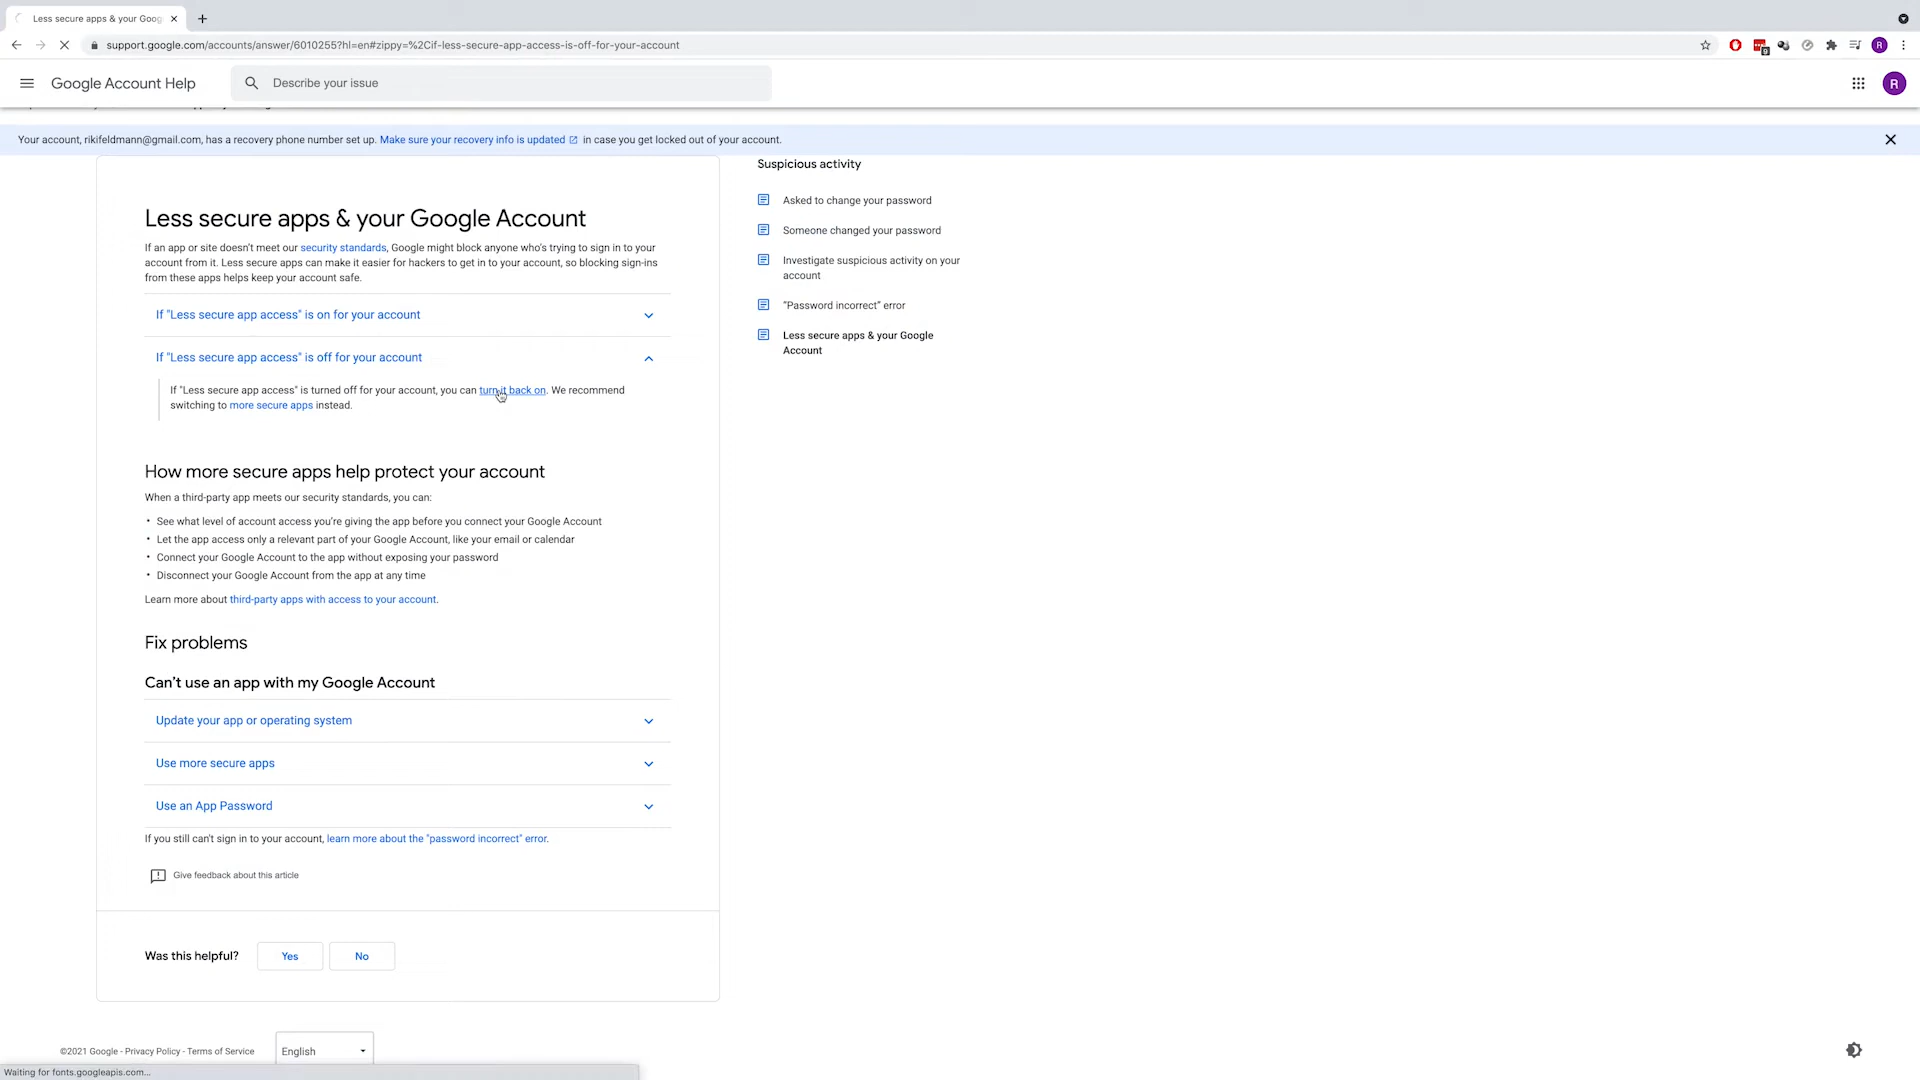 Less secure apps & your Goog
support.google.com/accounts/answer/6010255?hl=en#zippy=%2Cif-less-secure-app-access-is-off-for-your-account
9
R
Google Account Help
Describe your issue
R
Your account, rikifeldmann@gmail.com, has a recovery phone number set up. Make sure your recovery info is updated in case you get locked out of your account.
Less secure apps & your Google Account
If an app or site doesn't meet our security standards, Google might block anyone who's trying to sign in to your
account from it. Less secure apps can make it easier for hackers to get in to your account, so blocking sign-ins
from these apps helps keep your account safe.
If "Less secure app access" is on for your account
If "Less secure app access" is off for your account
If "Less secure app access" is turned off for your account, you can turn it back on. We recommend
switching to more secure apps instead.
How more secure apps help protect your account
When a third-party app meets our security standards, you can:
• See what level of account access you're giving the app before you connect your Google Account
• Let the app access only a relevant part of your Google Account, like your email or calendar
• Connect your Google Account to the app without exposing your password
• Disconnect your Google Account from the app at any time
Learn more about third-party apps with access to your account.
Fix problems
Can't use an app with my Google Account
Update your app or operating system
Use more secure apps
Use an App Password
If you still can't sign in to your account, learn more about the "password incorrect" error.
Give feedback about this article
Was this helpful?
Yes
No
Suspicious activity
Asked to change your password
Someone changed your password
Investigate suspicious activity on your
account
"Password incorrect" error
Less secure apps & your Google
Account
©2021 Google - Privacy Policy - Terms of Service
English
Waiting for fonts.googleapis.com...